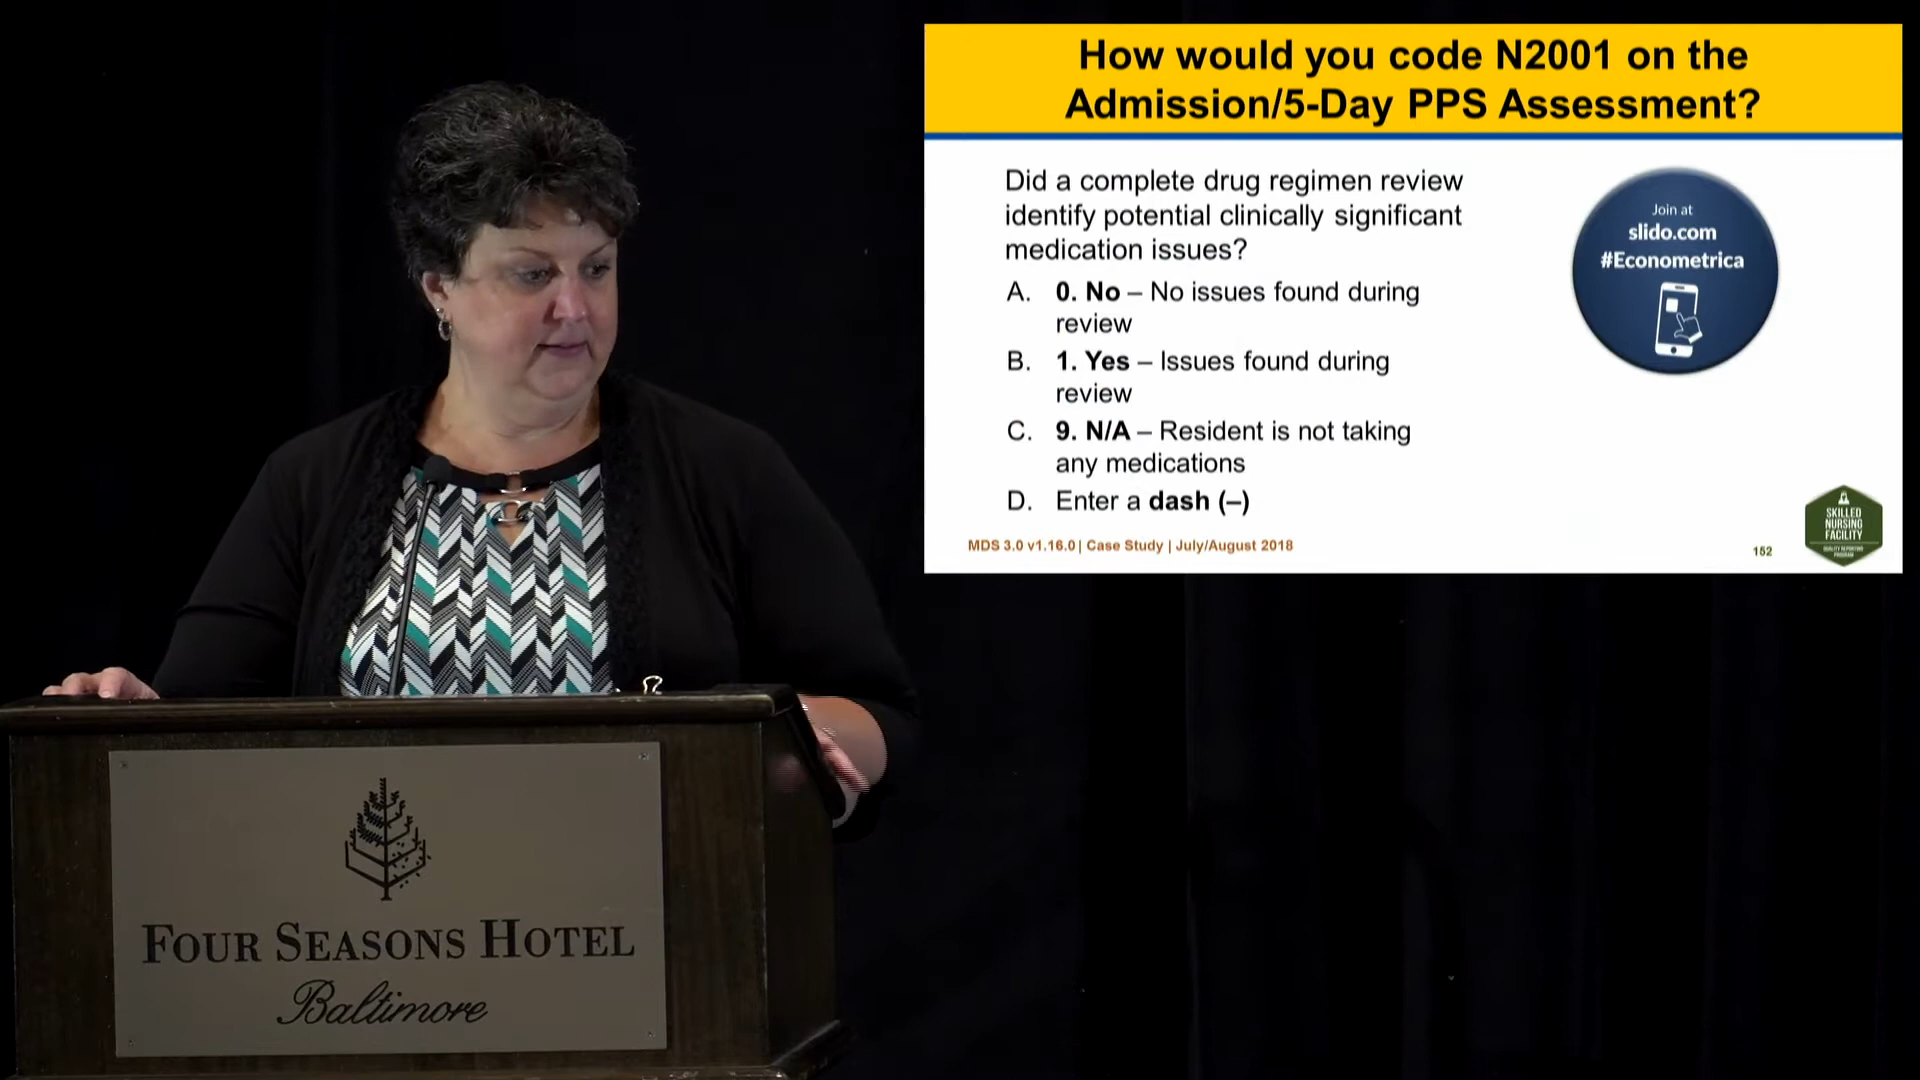 How would you code N2001 on the
Admission/5-Day PPS Assessment?
Did a complete drug regimen review
identify potential clinically significant
medication issues?
A. 0. No – No issues found during
review
B. 1. Yes – Issues found during
review
C. 9. N/A – Resident is not taking
any medications
D. Enter a dash (–)
Join at
slido.com
#Econometrica
MDS 3.0 v1.16.0 | Case Study | July/August 2018
152
SKILLED
NURSING
FACILITY
QUALITY REPORTING
PROGRAM
FOUR SEASONS HOTEL
Baltimore